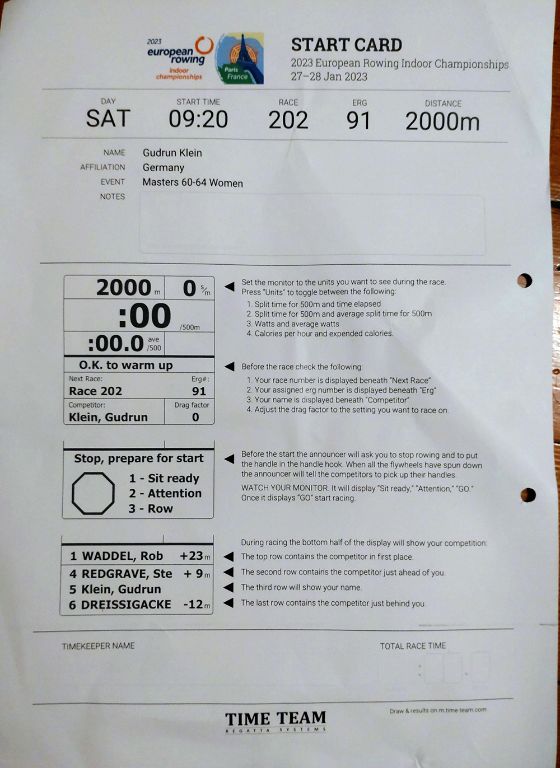 2023
european
rowing
indoor
championships
Paris
France
START CARD
2023 European Rowing Indoor Championships
27–28 Jan 2023
DAY START TIME RACE ERG DISTANCE
SAT 09:20 202 91 2000m
NAME Gudrun Klein
AFFILIATION Germany
EVENT Masters 60-64 Women
NOTES
2000 m 0 s/m
:00 /500m
:00.0 ave /500
Set the monitor to the units you want to see during the race.
Press "Units" to toggle between the following:
1. Split time for 500m and time elapsed
2. Split time for 500m and average split time for 500m
3. Watts and average watts
4. Calories per hour and expended calories.
O.K. to warm up
Next Race: Erg#:
Race 202 91
Competitor: Drag factor
Klein, Gudrun 0
Before the race check the following:
1. Your race number is displayed beneath "Next Race"
2. Your assigned erg number is displayed beneath "Erg"
3. Your name is displayed beneath "Competitor"
4. Adjust the drag factor to the setting you want to race on.
Stop, prepare for start
1 - Sit ready
2 - Attention
3 - Row
Before the start the announcer will ask you to stop rowing and to put
the handle in the handle hook. When all the flywheels have spun down
the announcer will tell the competitors to pick up their handles.
WATCH YOUR MONITOR. It will display "Sit ready," "Attention," "GO."
Once it displays "GO" start racing.
During racing the bottom half of the display will show your competition:
1 WADDEL, Rob +23 m
The top row contains the competitor in first place.
4 REDGRAVE, Ste + 9 m
The second row contains the competitor just ahead of you.
5 Klein, Gudrun
The third row will show your name.
6 DREISSIGACKE -12 m
The last row contains the competitor just behind you.
TIMEKEEPER NAME TOTAL RACE TIME
: .
TIME TEAM
REGATTA SYSTEMS
Draw & results on m.time-team.com